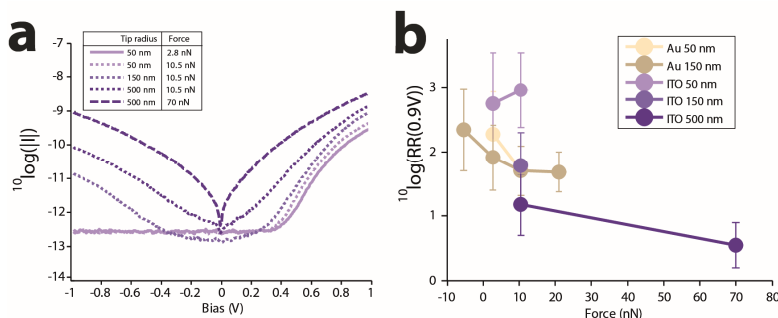 a
Tip radius Force
50 nm 2.8 nN
50 nm 10.5 nN
150 nm 10.5 nN
500 nm 10.5 nN
500 nm 70 nN
-7
-8
-9
-10
-11
-12
-13
-14
10log(|I|)
-1 -0.8 -0.6 -0.4 -0.2 0 0.2 0.4 0.6 0.8 1
Bias (V)
b
Au 50 nm
Au 150 nm
ITO 50 nm
ITO 150 nm
ITO 500 nm
3
2
1
0
10log(RR(0.9V))
-10 0 10 20 30 40 50 60 70 80
Force (nN)